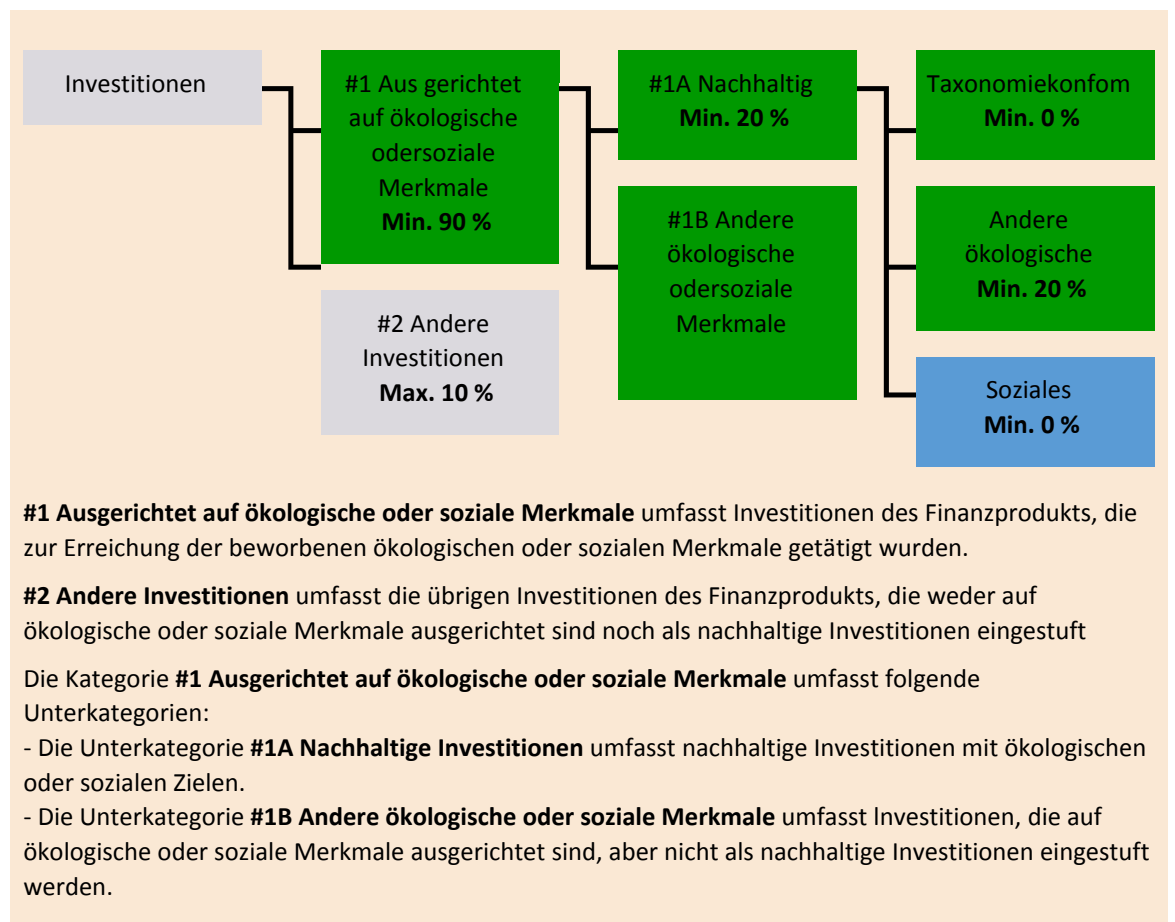 Investitionen
#1 Aus gerichtet
auf ökologische
odersoziale
Merkmale
Min. 90 %
#2 Andere
Investitionen
Max. 10 %
#1A Nachhaltig
Min. 20 %
#1B Andere
ökologische
odersoziale
Merkmale
Taxonomiekonfom
Min. 0 %
Andere
ökologische
Min. 20 %
Soziales
Min. 0 %
#1 Ausgerichtet auf ökologische oder soziale Merkmale umfasst Investitionen des Finanzprodukts, die
zur Erreichung der beworbenen ökologischen oder sozialen Merkmale getätigt wurden.
#2 Andere Investitionen umfasst die übrigen Investitionen des Finanzprodukts, die weder auf
ökologische oder soziale Merkmale ausgerichtet sind noch als nachhaltige Investitionen eingestuft
Die Kategorie #1 Ausgerichtet auf ökologische oder soziale Merkmale umfasst folgende
Unterkategorien:
- Die Unterkategorie #1A Nachhaltige Investitionen umfasst nachhaltige Investitionen mit ökologischen
oder sozialen Zielen.
- Die Unterkategorie #1B Andere ökologische oder soziale Merkmale umfasst lnvestitionen, die auf
ökologische oder soziale Merkmale ausgerichtet sind, aber nicht als nachhaltige Investitionen eingestuft
werden.